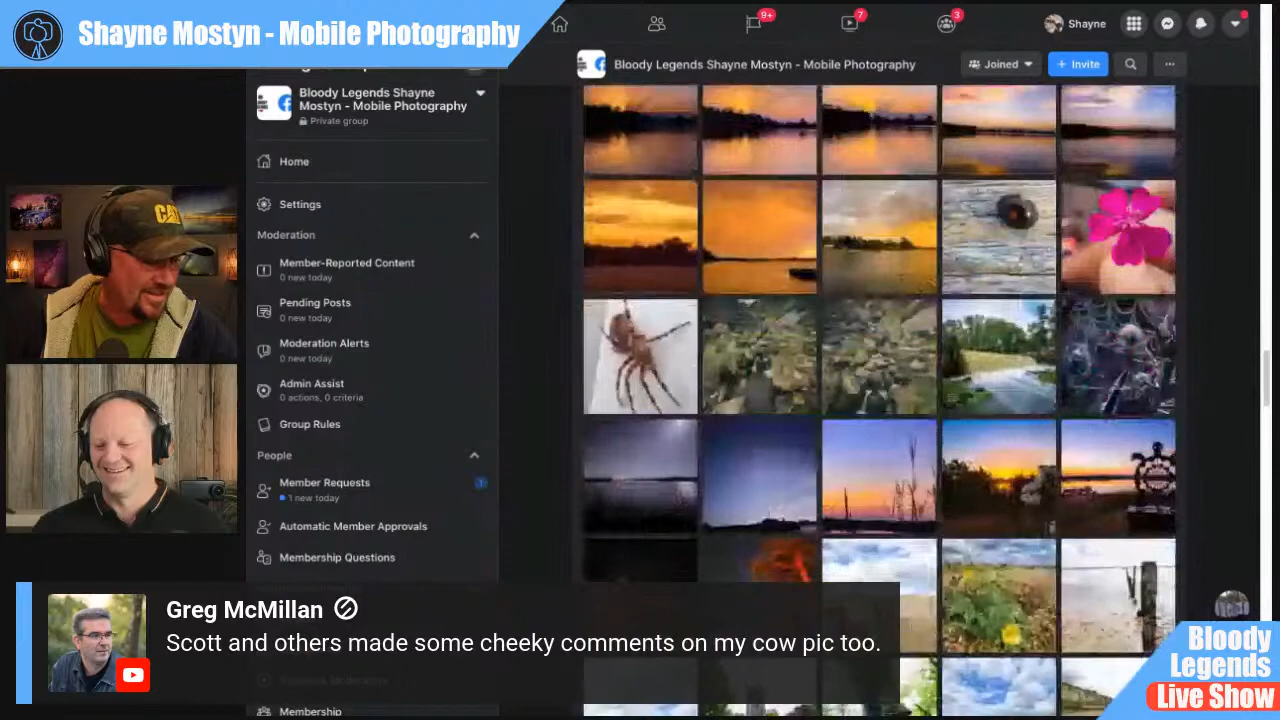 Shayne Mostyn - Mobile Photography
9+
7
3
Shayne
Bloody Legends Shayne Mostyn - Mobile Photography
Joined
+ Invite
Bloody Legends Shayne
Mostyn - Mobile Photography
Private group
Home
Settings
Moderation
Member-Reported Content
0 new today
Pending Posts
0 new today
Moderation Alerts
0 new today
Admin Assist
0 actions, 0 criteria
Group Rules
People
Member Requests
1
1 new today
Automatic Member Approvals
Membership Questions
CAT
Greg McMillan
Scott and others made some cheeky comments on my cow pic too.
Membership
Bloody
Legends
Live Show